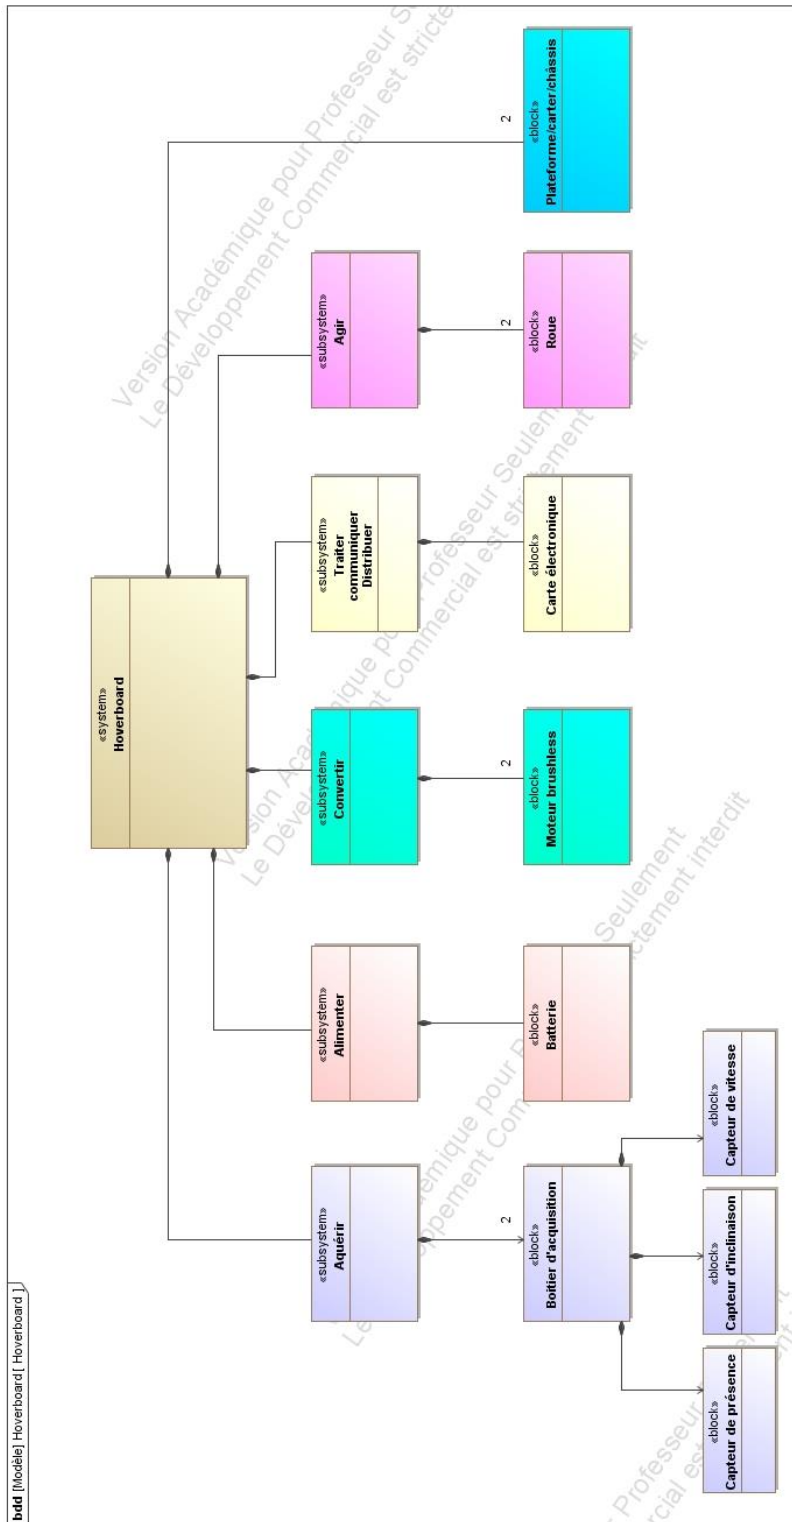 bdd [Modèle] Hoverboard [ Hoverboard ]
«system»
Hoverboard
«subsystem»
Aquérir
«subsystem»
Alimenter
«subsystem»
Convertir
«subsystem»
Traiter
communiquer
Distribuer
«subsystem»
Agir
2
«block»
Boitier d'acquisition
«block»
Batterie
2
«block»
Moteur brushless
«block»
Carte électronique
2
«block»
Roue
2
«block»
Plateforme/carter/châssis
«block»
Capteur de présence
«block»
Capteur d'inclinaison
«block»
Capteur de vitesse
Version Académique pour Professeur Seulement
Le Développement Commercial est strictement interdit